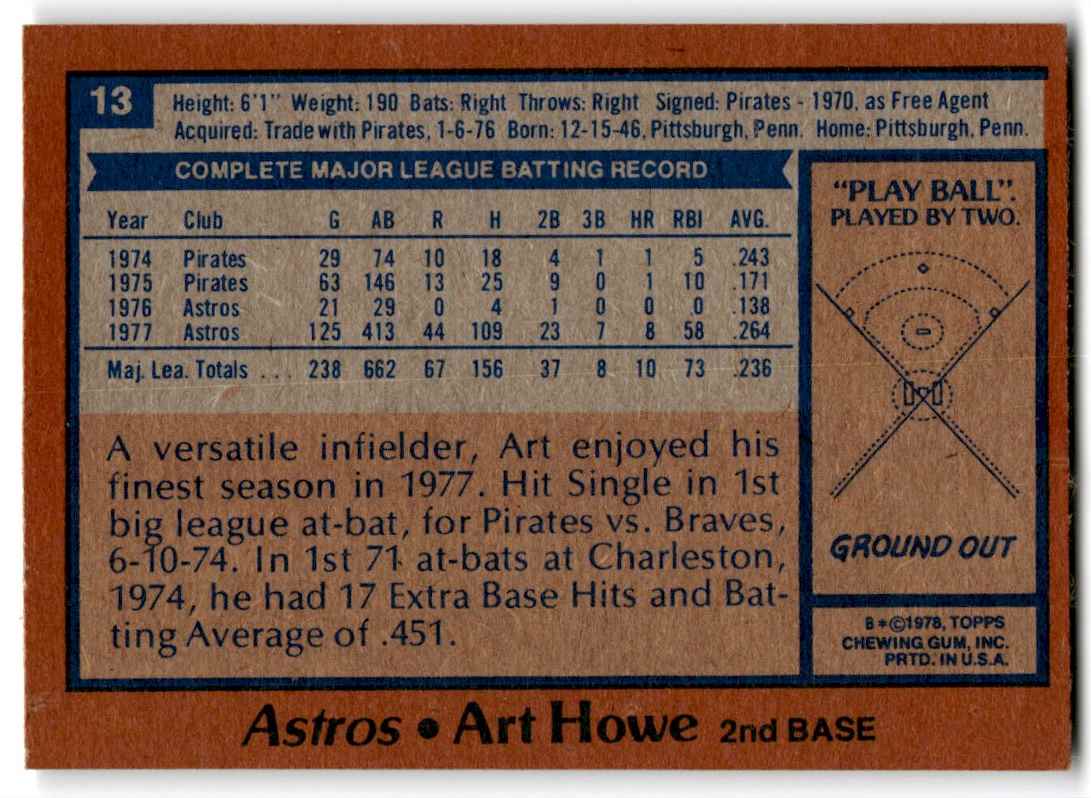 13
Height: 6'1" Weight: 190 Bats: Right Throws: Right Signed: Pirates - 1970, as Free Agent
Acquired: Trade with Pirates, 1-6-76 Born: 12-15-46, Pittsburgh, Penn. Home: Pittsburgh, Penn.
COMPLETE MAJOR LEAGUE BATTING RECORD
Year Club G AB R H 2B 3B HR RBI AVG.
1974 Pirates 29 74 10 18 4 1 1 5 .243
1975 Pirates 63 146 13 25 9 0 1 10 .171
1976 Astros 21 29 0 4 1 0 0 0 .138
1977 Astros 125 413 44 109 23 7 8 58 .264
Maj. Lea. Totals ... 238 662 67 156 37 8 10 73 .236
A versatile infielder, Art enjoyed his
finest season in 1977. Hit Single in 1st
big league at-bat, for Pirates vs. Braves,
6-10-74. In 1st 71 at-bats at Charleston,
1974, he had 17 Extra Base Hits and Bat-
ting Average of .451.
"PLAY BALL".
PLAYED BY TWO.
GROUND OUT
B*©1978, TOPPS
CHEWING GUM, INC.
PRTD. IN U.S.A.
Astros • Art Howe 2nd BASE